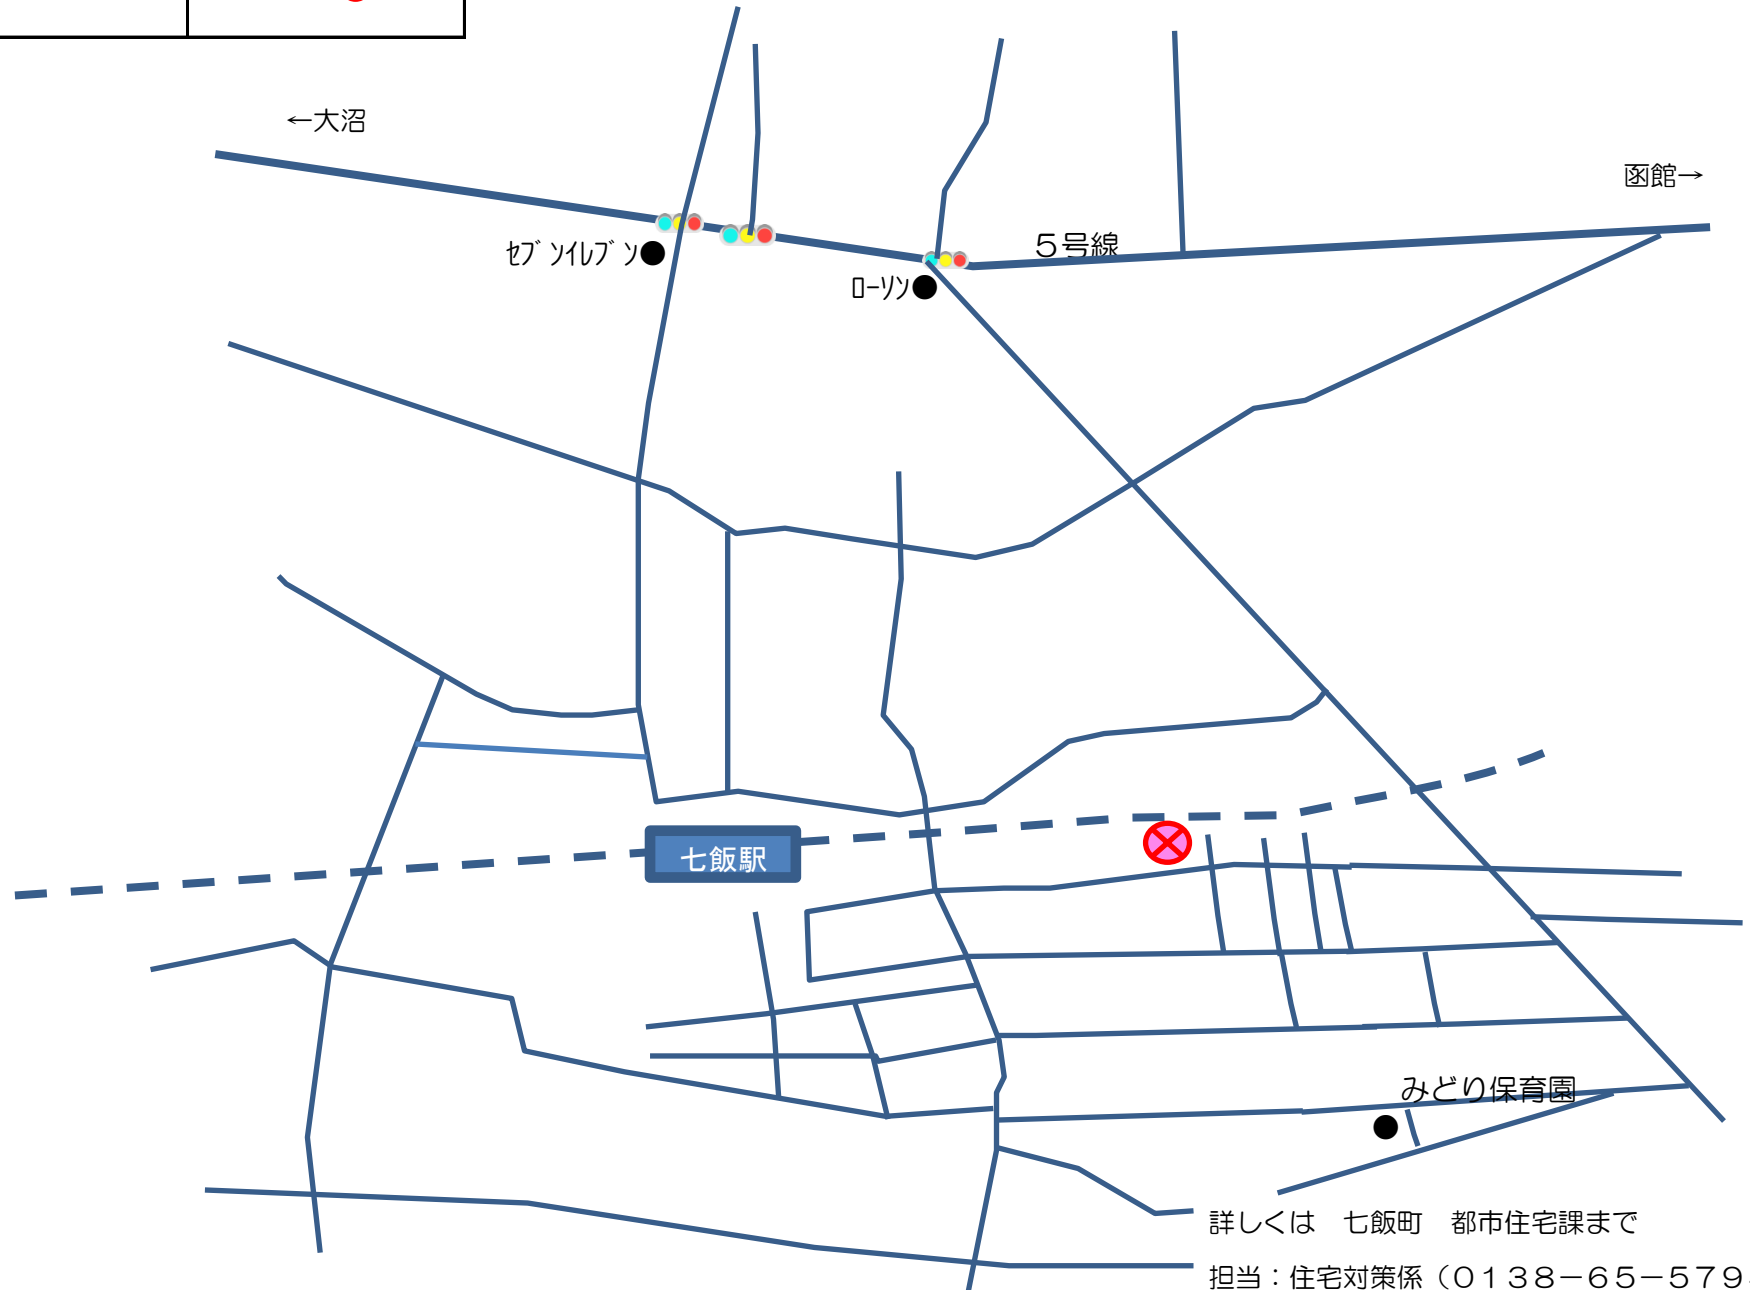 ←大沼
函館→
５号線
ｾﾌﾞﾝｲﾚﾌﾞﾝ
ﾛｰｿﾝ
七飯駅
みどり保育園
詳しくは　七飯町　都市住宅課まで
担当：住宅対策係（０１３８－６５－５７９